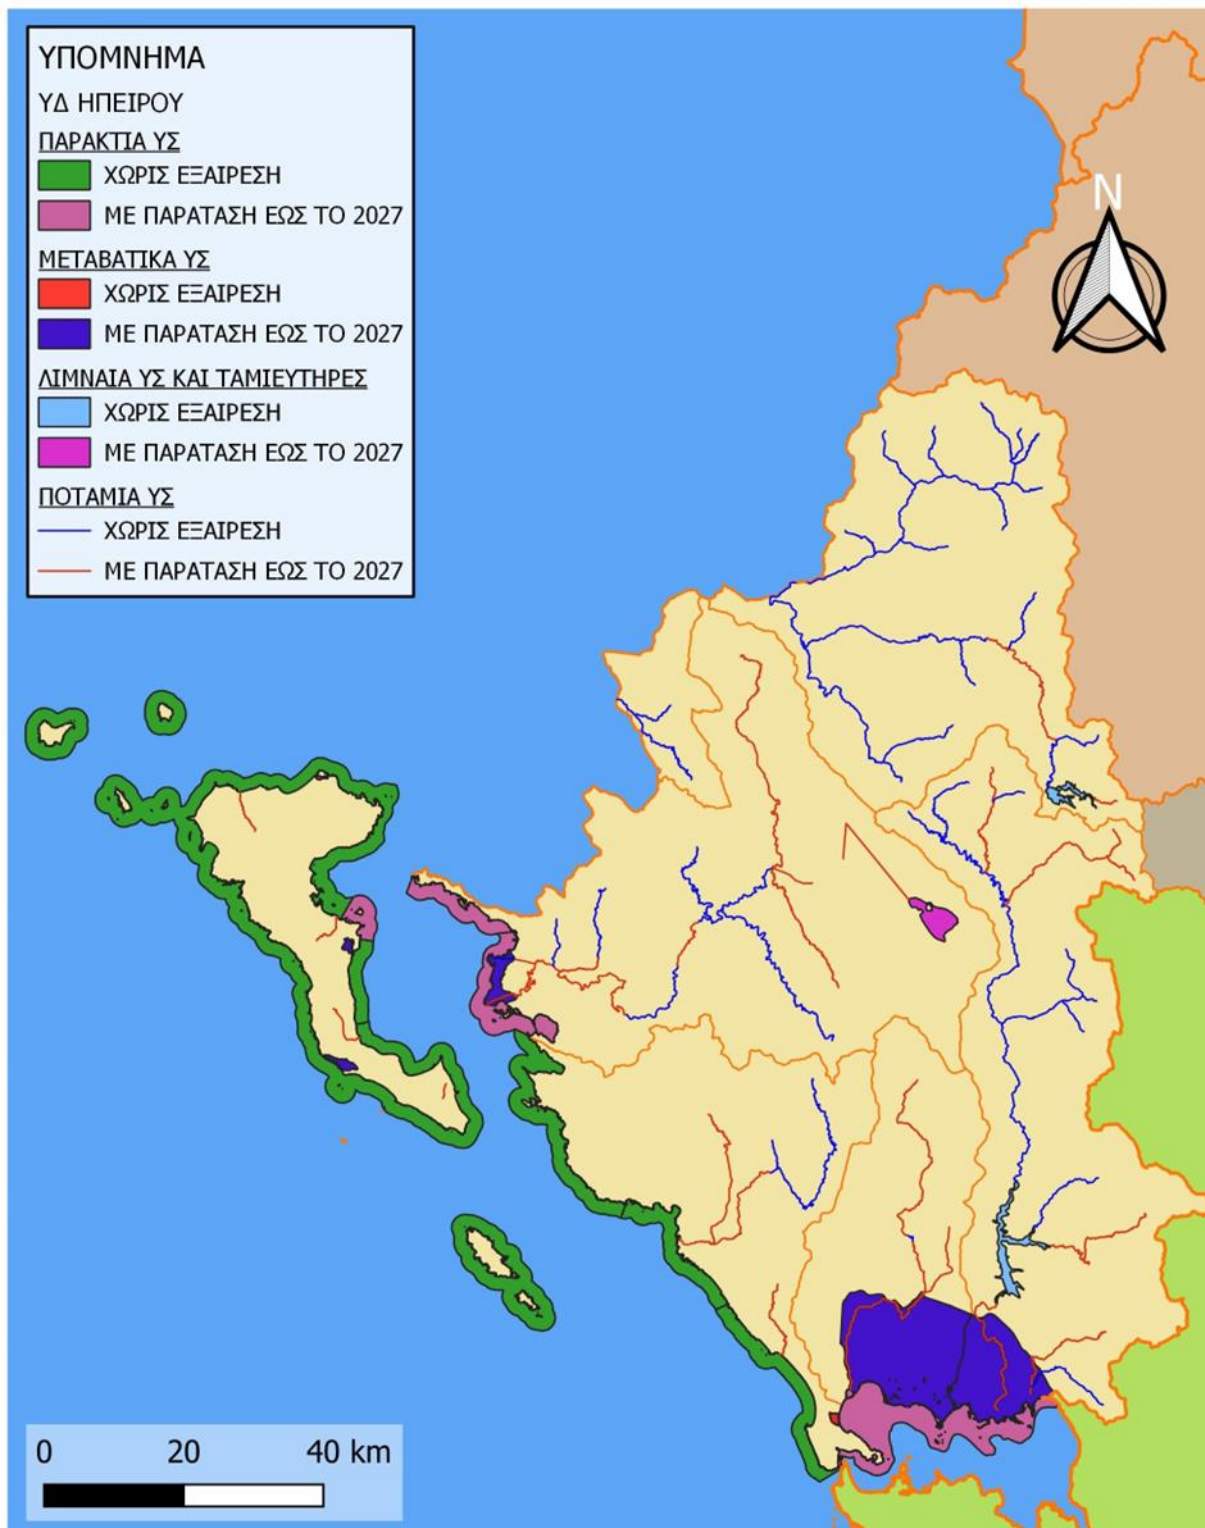 ΥΠΟΜΝΗΜΑ
ΥΔ ΗΠΕΙΡΟΥ
ΠΑΡΑΚΤΙΑ ΥΣ
ΧΩΡΙΣ ΕΞΑΙΡΕΣΗ
ΜΕ ΠΑΡΑΤΑΣΗ ΕΩΣ ΤΟ 2027
ΜΕΤΑΒΑΤΙΚΑ ΥΣ
ΧΩΡΙΣ ΕΞΑΙΡΕΣΗ
ΜΕ ΠΑΡΑΤΑΣΗ ΕΩΣ ΤΟ 2027
ΛΙΜΝΑΙΑ ΥΣ ΚΑΙ ΤΑΜΙΕΥΤΗΡΕΣ
ΧΩΡΙΣ ΕΞΑΙΡΕΣΗ
ΜΕ ΠΑΡΑΤΑΣΗ ΕΩΣ ΤΟ 2027
ΠΟΤΑΜΙΑ ΥΣ
ΧΩΡΙΣ ΕΞΑΙΡΕΣΗ
ΜΕ ΠΑΡΑΤΑΣΗ ΕΩΣ ΤΟ 2027
N
0 20 40 km